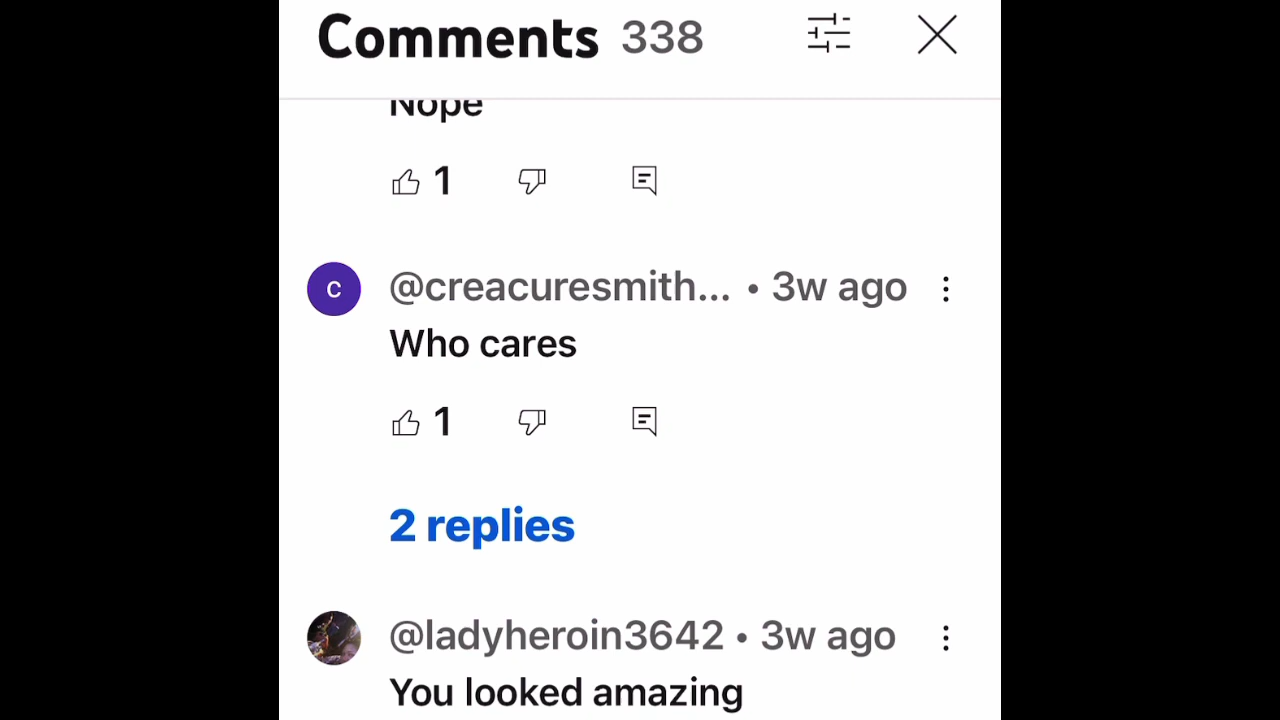 Comments 338
Nope
1
C
@creacuresmith... • 3w ago
Who cares
1
2 replies
@ladyheroin3642 • 3w ago
You looked amazing